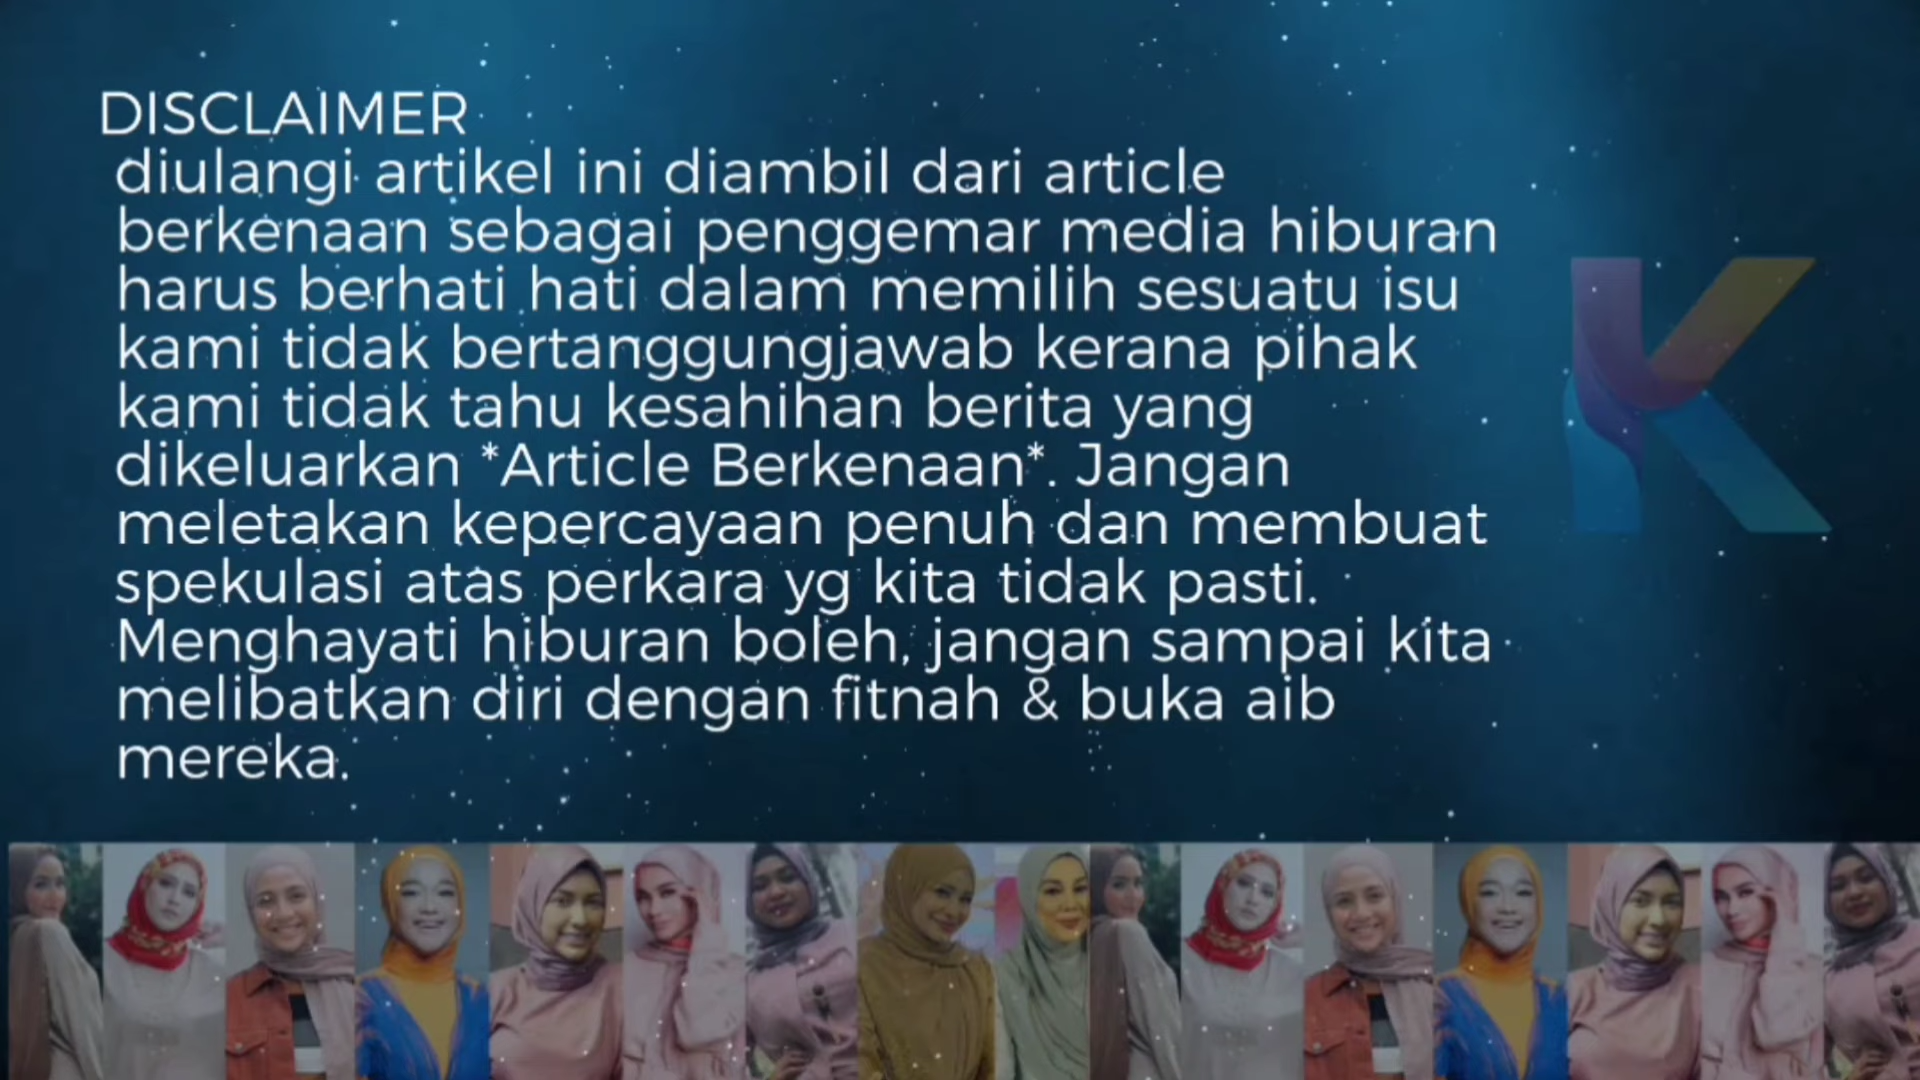 DISCLAIMER
diulangi artikel ini diambil dari article
berkenaan sebagai penggemar media hiburan
harus berhati hati dalam memilih sesuatu isu
kami tidak bertanggungjawab kerana pihak
kami tidak tahu kesahihan berita yang
dikeluarkan *Article Berkenaan*. Jangan
meletakan kepercayaan penuh dan membuat
spekulasi atas perkara yg kita tidak pasti.
Menghayati hiburan boleh, jangan sampai kita
melibatkan diri dengan fitnah & buka aib
mereka.
K